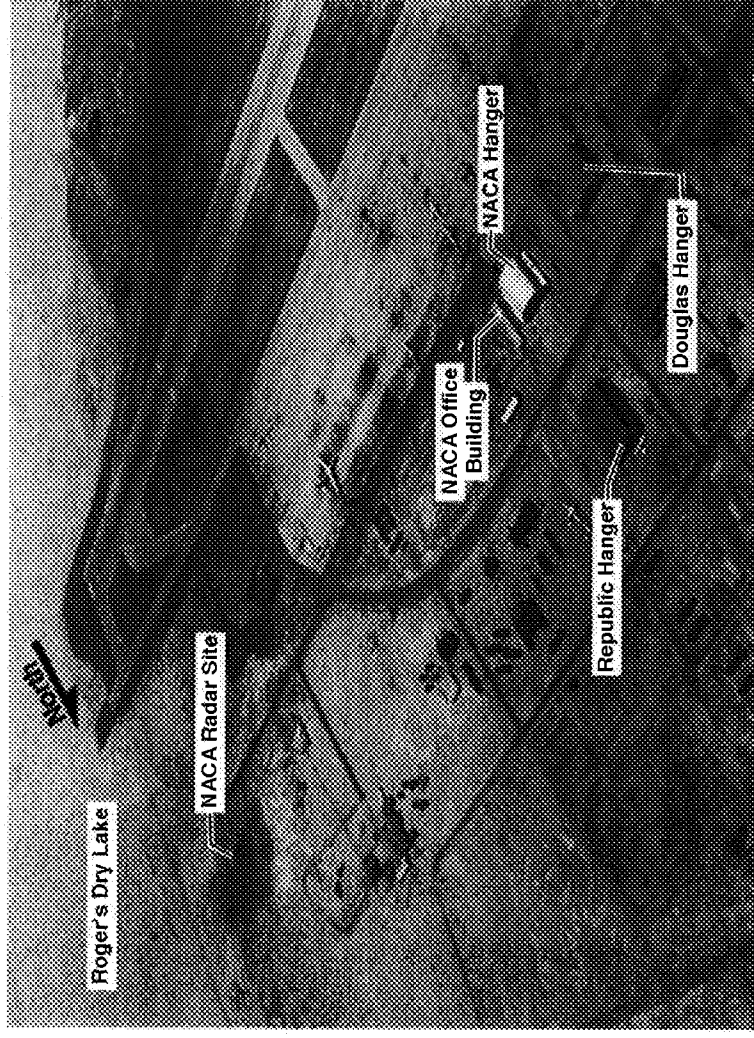 North
Roger's Dry Lake
NACA Radar Site
NACA Office
Building
NACA Hanger
Republic Hanger
Douglas Hanger